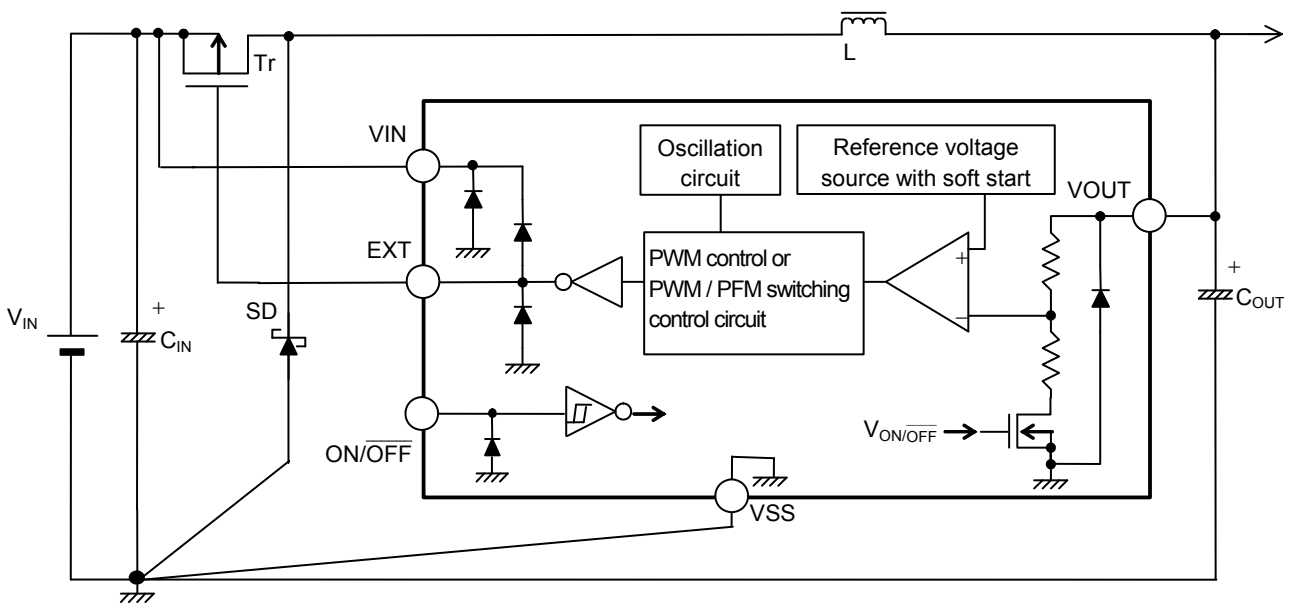 L
Tr
VIN
Oscillation
circuit
Reference voltage
source with soft start
VOUT
EXT
PWM control or
PWM / PFM switching
control circuit
+
−
+
COUT
VIN
+
CIN
SD
ON/OFF
VON/OFF
VSS